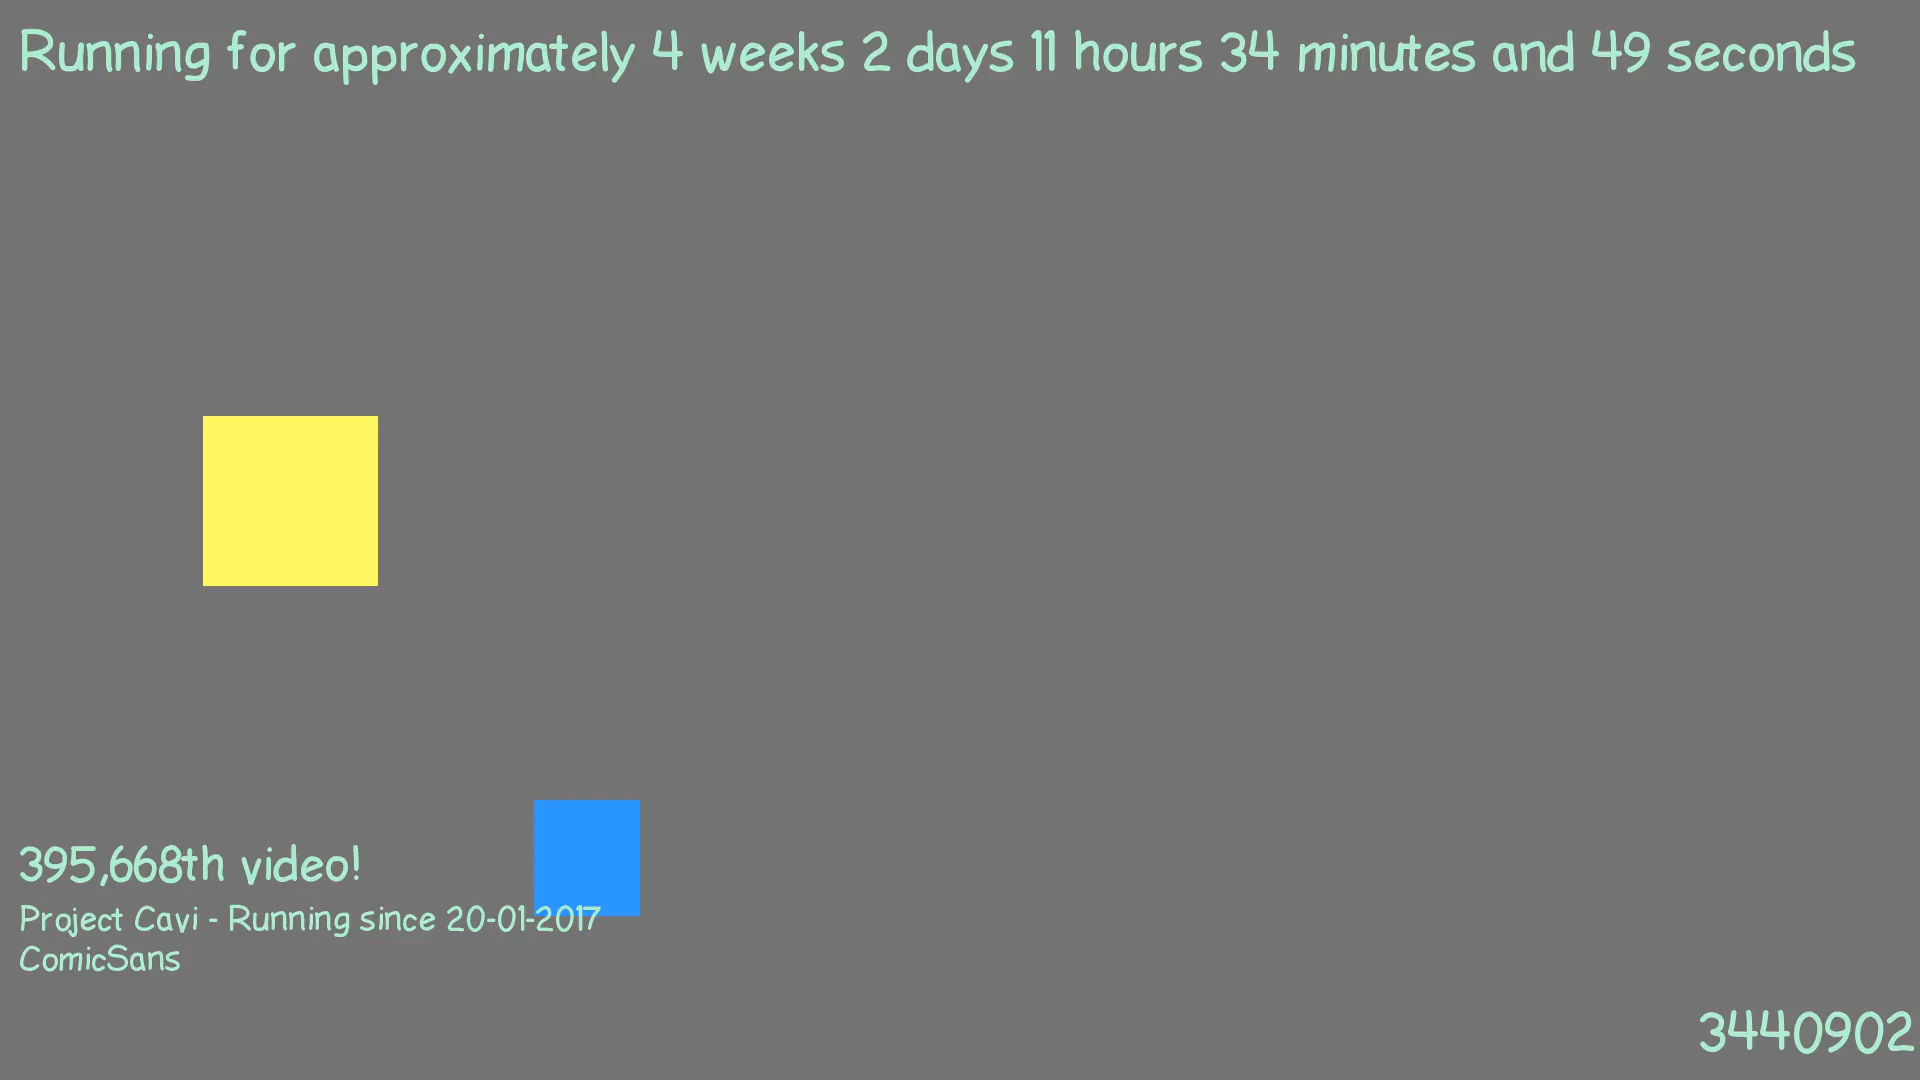 Running for approximately 4 weeks 2 days 11 hours 34 minutes and 49 seconds
395,668th video!
Project Cavi - Running since 20-01-2017
ComicSans
3440902